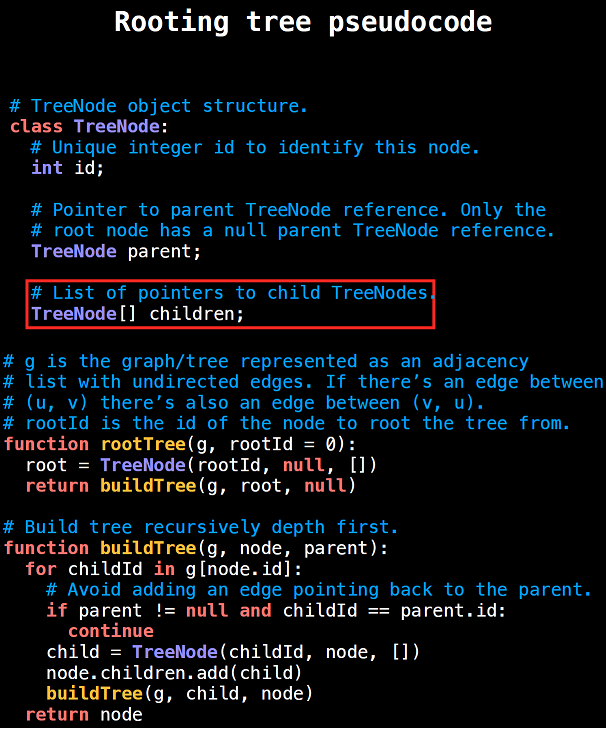 Rooting tree pseudocode
# TreeNode object structure.
class TreeNode:
# Unique integer id to identify this node.
int id;
# Pointer to parent TreeNode reference. Only the
# root node has a null parent TreeNode reference.
TreeNode parent;
# List of pointers to child TreeNodes.
TreeNode[] children;
# g is the graph/tree represented as an adjacency
# list with undirected edges. If there's an edge between
# (u, v) there's also an edge between (v, u).
# rootId is the id of the node to root the tree from.
function rootTree(g, rootId = 0):
root = TreeNode(rootId, null, [])
return buildTree(g, root, null)
# Build tree recursively depth first.
function buildTree(g, node, parent):
for childId in g[node.id]:
# Avoid adding an edge pointing back to the parent.
if parent != null and childId == parent.id:
continue
child = TreeNode(childId, node, [])
node.children.add(child)
buildTree(g, child, node)
return node